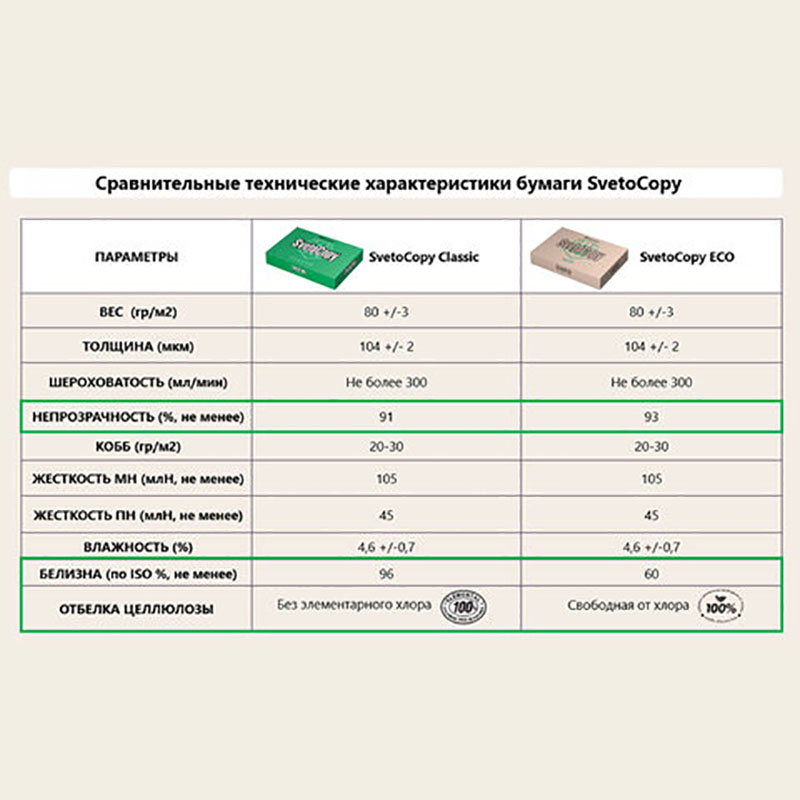 Сравнительные технические характеристики бумаги SvetoCopy
ПАРАМЕТРЫ SvetoCopy SvetoCopy Classic SvetoCopy SvetoCopy ECO
ВЕС (гр/м2) 80 +/-3 80 +/-3
ТОЛЩИНА (мкм) 104 +/- 2 104 +/- 2
ШЕРОХОВАТОСТЬ (мл/мин) Не более 300 Не более 300
НЕПРОЗРАЧНОСТЬ (%, не менее) 91 93
КОББ (гр/м2) 20-30 20-30
ЖЕСТКОСТЬ МН (млН, не менее) 105 105
ЖЕСТКОСТЬ ПН (млН, не менее) 45 45
ВЛАЖНОСТЬ (%) 4,6 +/-0,7 4,6 +/-0,7
БЕЛИЗНА (по ISO %, не менее) 96 60
ОТБЕЛКА ЦЕЛЛЮЛОЗЫ Без элементарного хлора ELEMENTAL 100% Свободная от хлора 100%